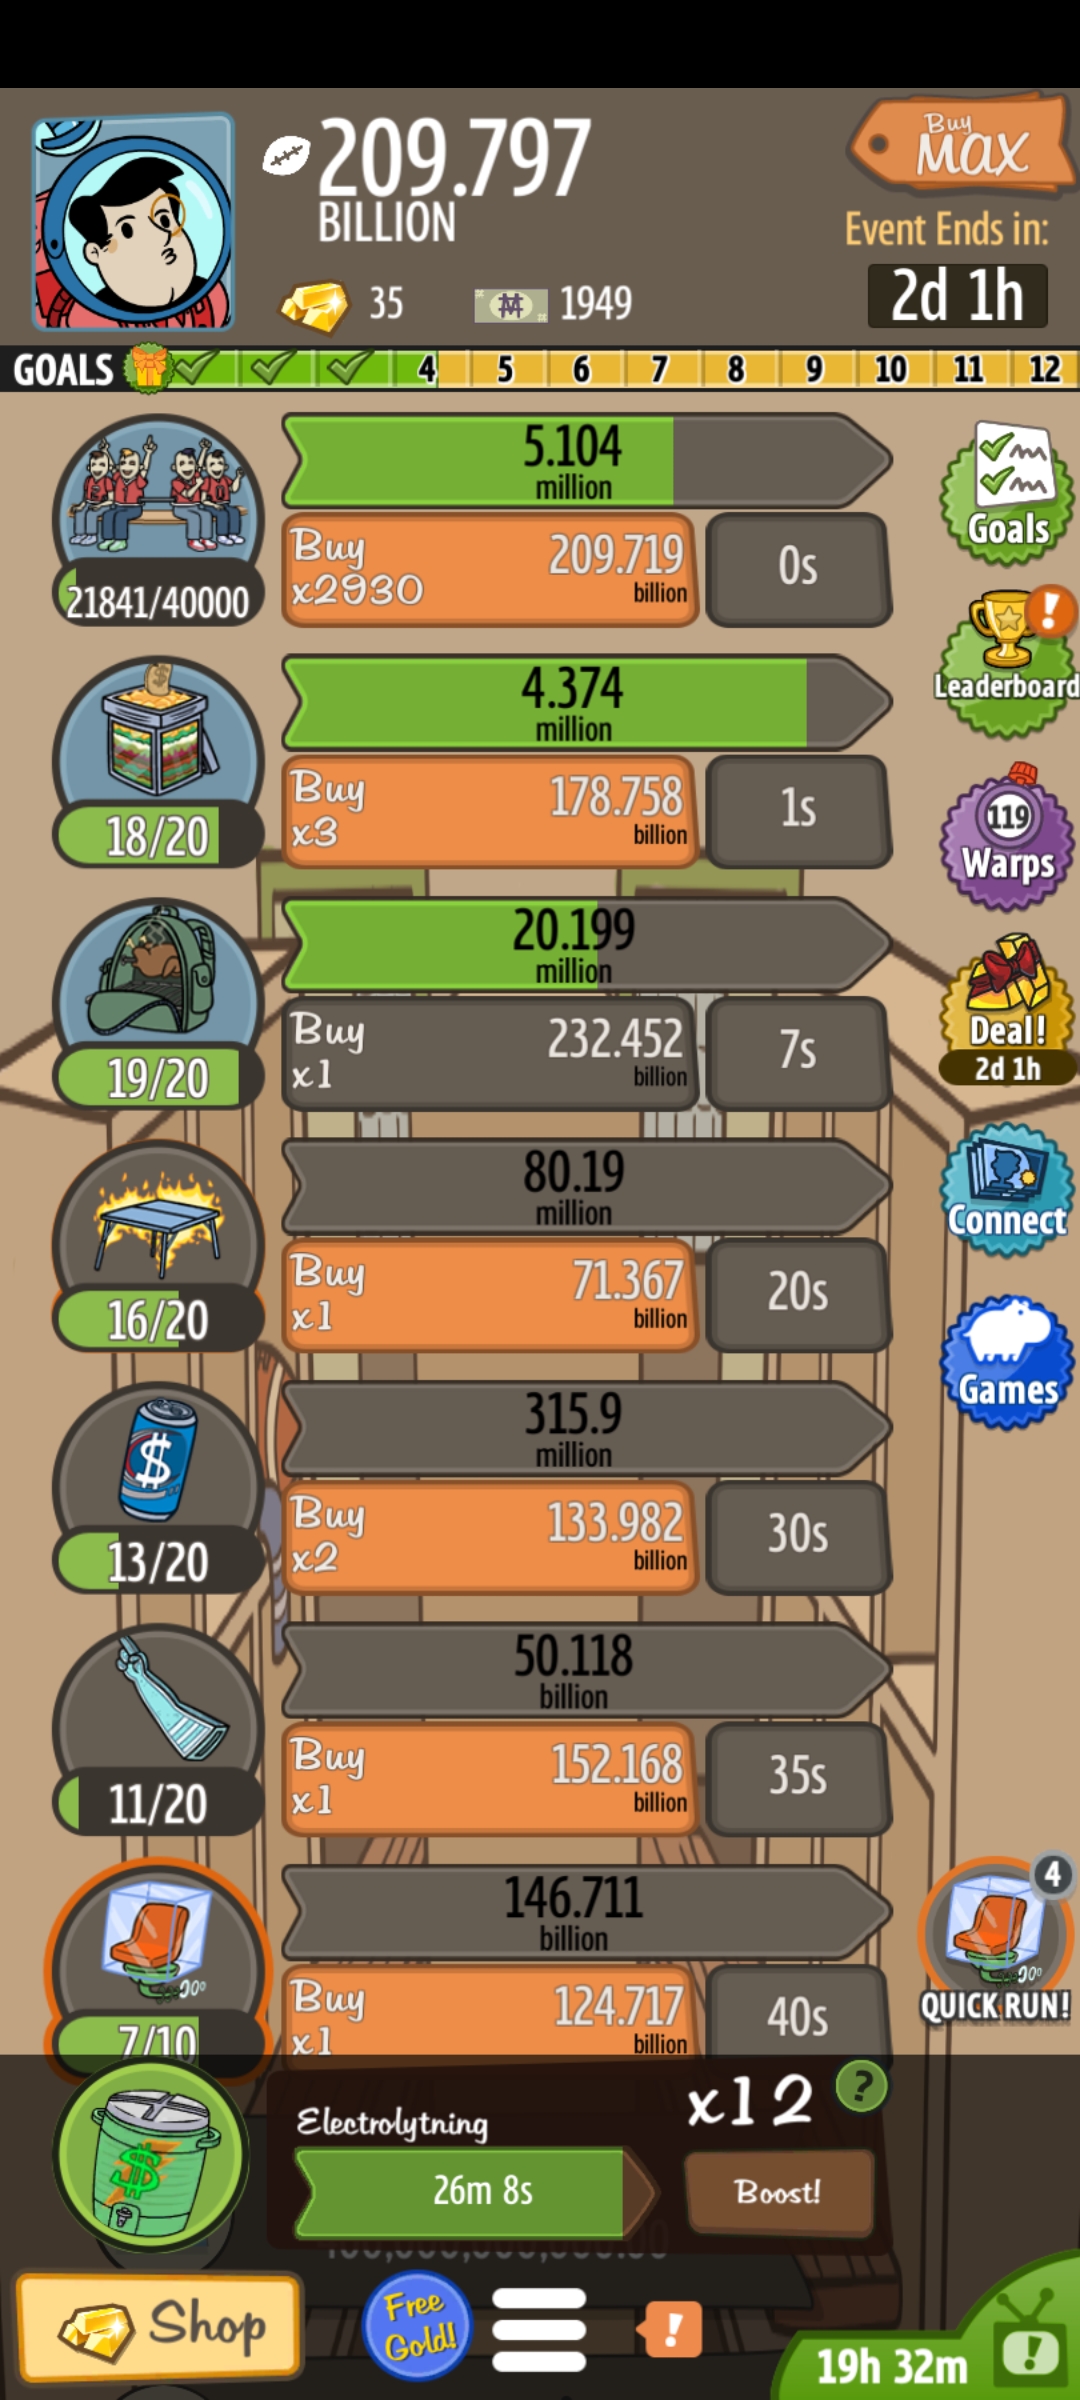 209.797
BILLION
35
1949
Buy
MAX
Event Ends in:
2d 1h
GOALS
4 5 6 7 8 9 10 11 12
5.104
million
21841/40000
Buy
x2930
209.719
billion
0s
Goals
4.374
million
18/20
Buy
x3
178.758
billion
1s
Leaderboard
20.199
million
19/20
Buy
x1
232.452
billion
7s
119
Warps
Deal!
2d 1h
80.19
million
16/20
Buy
x1
71.367
billion
20s
Connect
315.9
million
13/20
Buy
x2
133.982
billion
30s
Games
50.118
billion
11/20
Buy
x1
152.168
billion
35s
146.711
billion
7/10
Buy
x1
124.717
billion
40s
4
QUICK RUN!
Electrolytning
26m 8s
x12
?
Boost!
Shop
Free
Gold!
!
19h 32m
!